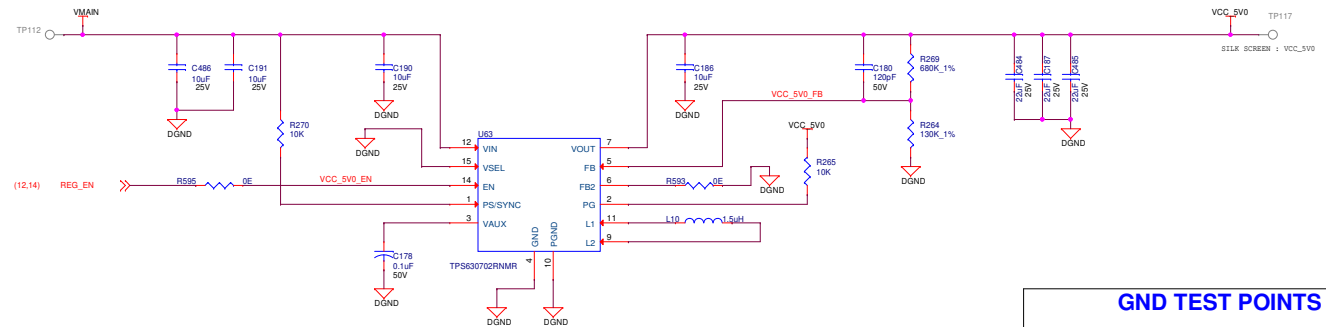 VMAIN
VCC_5V0
TP112
TP117
SILK SCREEN : VCC_5V0
C486
10uF
25V
C191
10uF
25V
C190
10uF
25V
C186
10uF
25V
C180
120pF
50V
R269
680K_1%
C484
22uF
25V
C187
22uF
25V
C485
22uF
25V
VCC_5V0_FB
DGND
DGND
DGND
DGND
R270
10K
R264
130K_1%
DGND
VCC_5V0
U63
DGND
12 VIN
VOUT 7
15 VSEL
FB 5
R265
10K
DGND
(12,14) REG_EN
R595 0E
VCC_5V0_EN
14 EN
FB2 6
R593 0E
DGND
1 PS/SYNC
PG 2
3 VAUX
L1 11
L10 1.5uH
L2 9
GND
PGND
4
10
C178
0.1uF
50V
TPS630702RNMR
DGND
DGND
DGND
GND TEST POINTS